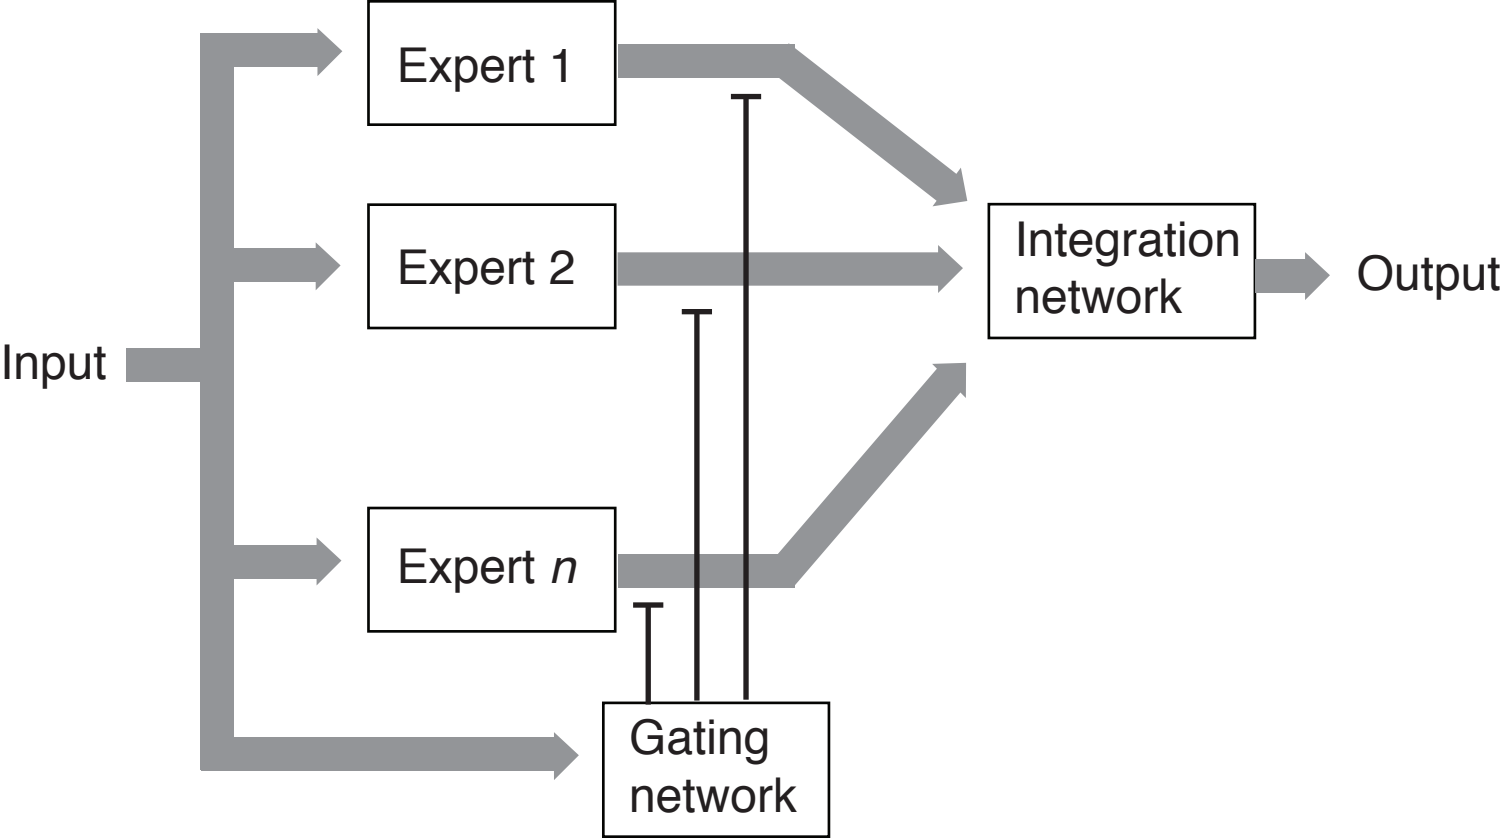 Expert 1
Expert 2
Integration
network
Output
Input
Expert n
Gating
network